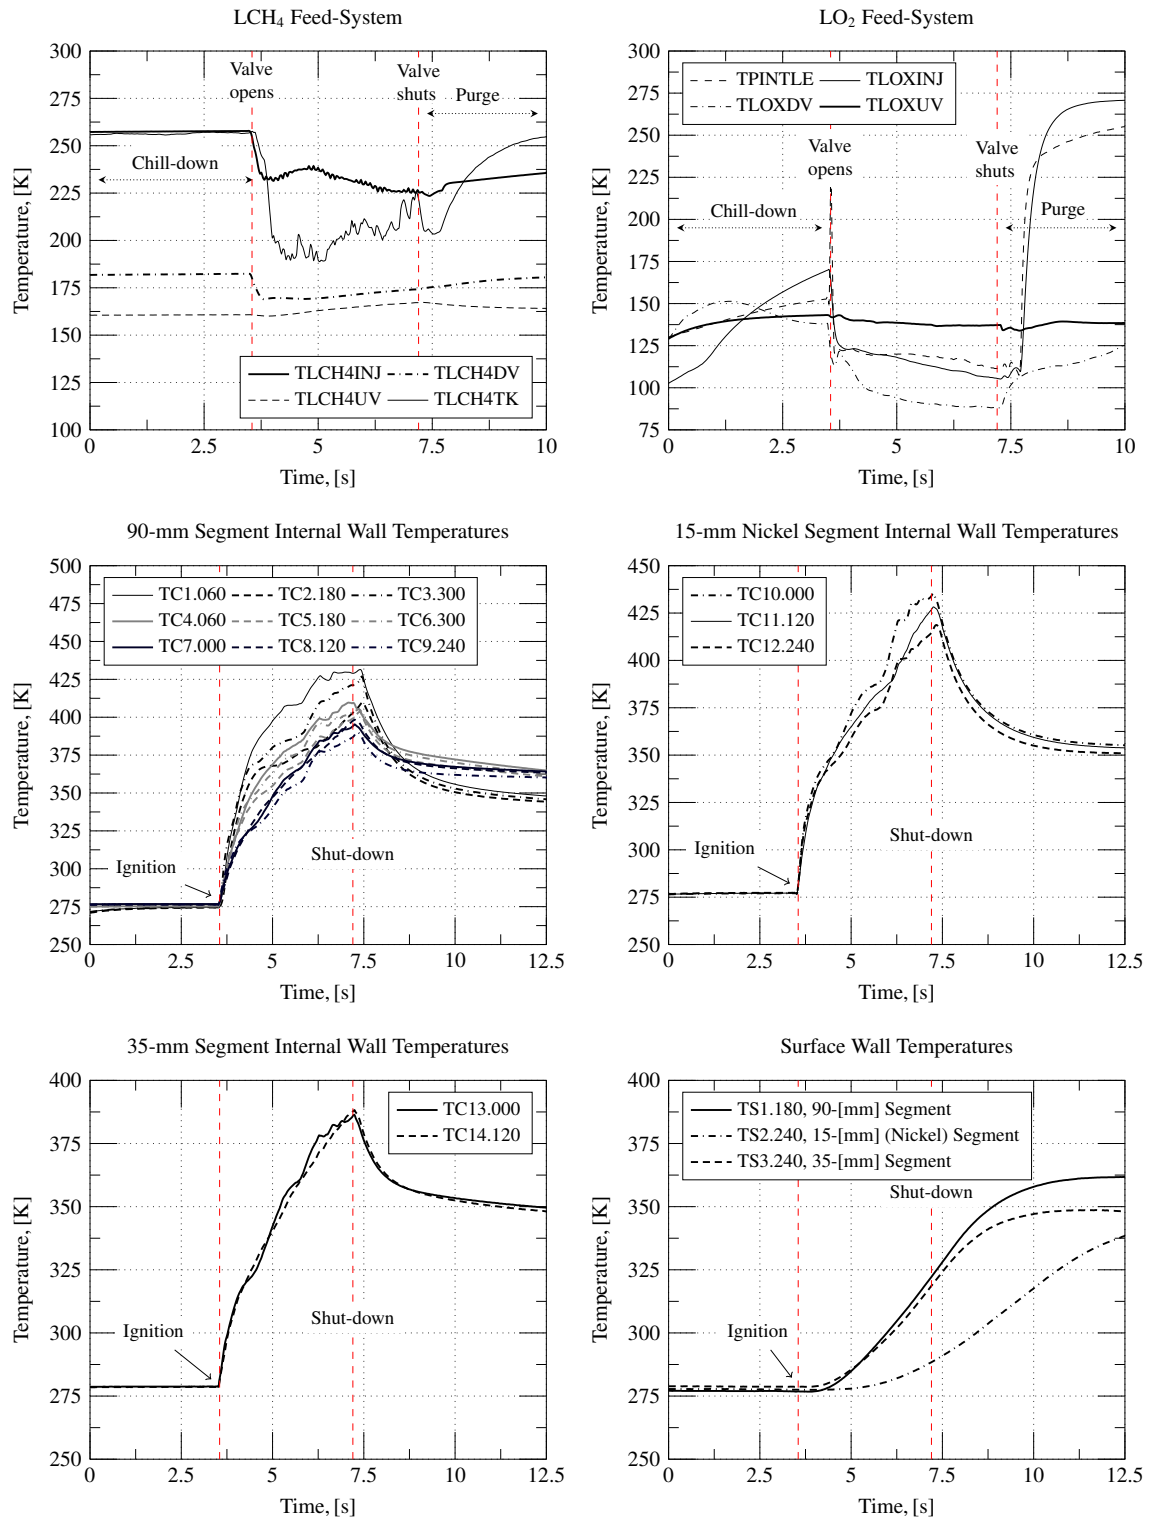 LCH₄ Feed-System
300
275
250
225
200
175
150
125
100
Temperature, [K]
Valve
opens
Valve
shuts
Purge
Chill-down
TLCH4INJ
TLCH4DV
TLCH4UV
TLCH4TK
0
2.5
5
7.5
10
Time, [s]
LO₂ Feed-System
300
275
250
225
200
175
150
125
100
75
Temperature, [K]
TPINTLE
TLOXINJ
TLOXDV
TLOXUV
Valve
opens
Valve
shuts
Chill-down
Purge
0
2.5
5
7.5
10
Time, [s]
90-mm Segment Internal Wall Temperatures
500
475
450
425
400
375
350
325
300
275
250
Temperature, [K]
TC1.060
TC2.180
TC3.300
TC4.060
TC5.180
TC6.300
TC7.000
TC8.120
TC9.240
Ignition
Shut-down
0
2.5
5
7.5
10
12.5
Time, [s]
15-mm Nickel Segment Internal Wall Temperatures
450
425
400
375
350
325
300
275
250
Temperature, [K]
TC10.000
TC11.120
TC12.240
Ignition
Shut-down
0
2.5
5
7.5
10
12.5
Time, [s]
35-mm Segment Internal Wall Temperatures
400
375
350
325
300
275
250
Temperature, [K]
TC13.000
TC14.120
Ignition
Shut-down
0
2.5
5
7.5
10
12.5
Time, [s]
Surface Wall Temperatures
400
375
350
325
300
275
250
Temperature, [K]
TS1.180, 90-[mm] Segment
TS2.240, 15-[mm] (Nickel) Segment
TS3.240, 35-[mm] Segment
Shut-down
Ignition
0
2.5
5
7.5
10
12.5
Time, [s]